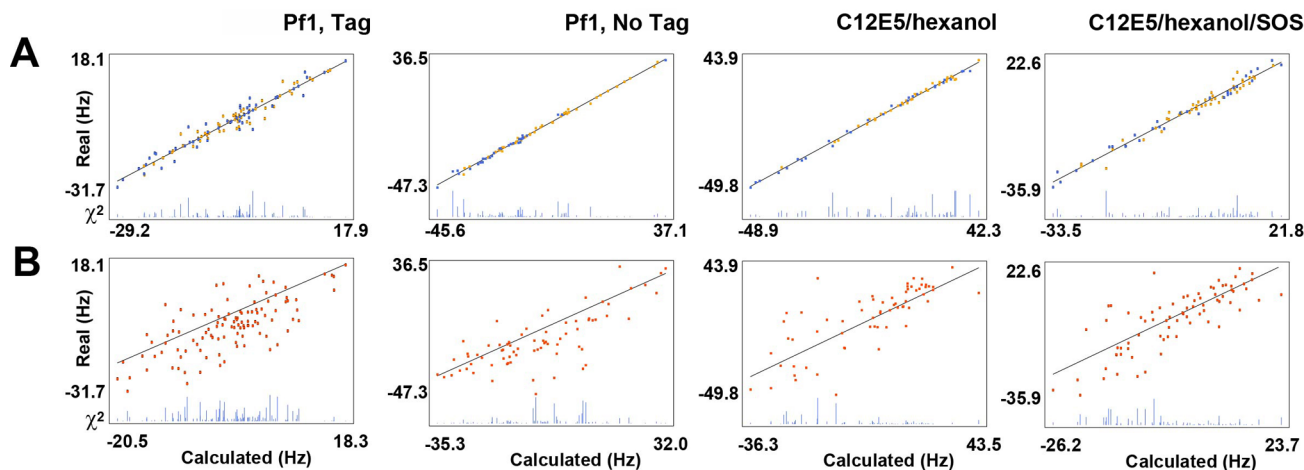 Pf1, Tag
Pf1, No Tag
C12E5/hexanol
C12E5/hexanol/SOS
A
Real (Hz)
18.1
-31.7
χ²
-29.2
17.9
36.5
-47.3
-45.6
37.1
43.9
-49.8
-48.9
42.3
22.6
-35.9
-33.5
21.8
B
Real (Hz)
18.1
-31.7
χ²
-20.5
18.3
Calculated (Hz)
36.5
-47.3
-35.3
32.0
Calculated (Hz)
43.9
-49.8
-36.3
43.5
Calculated (Hz)
22.6
-35.9
-26.2
23.7
Calculated (Hz)